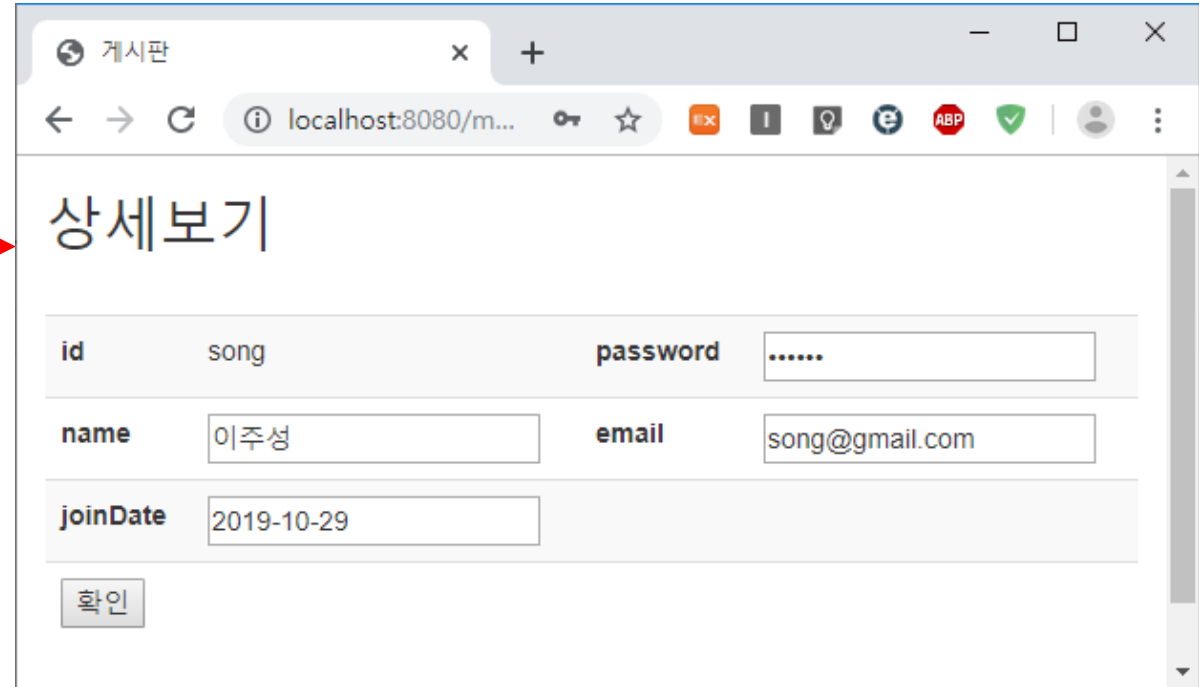 게시판
localhost:8080/m...
ABP
상세보기
id song password ••••••
name 이주성 email song@gmail.com
joinDate 2019-10-29
확인